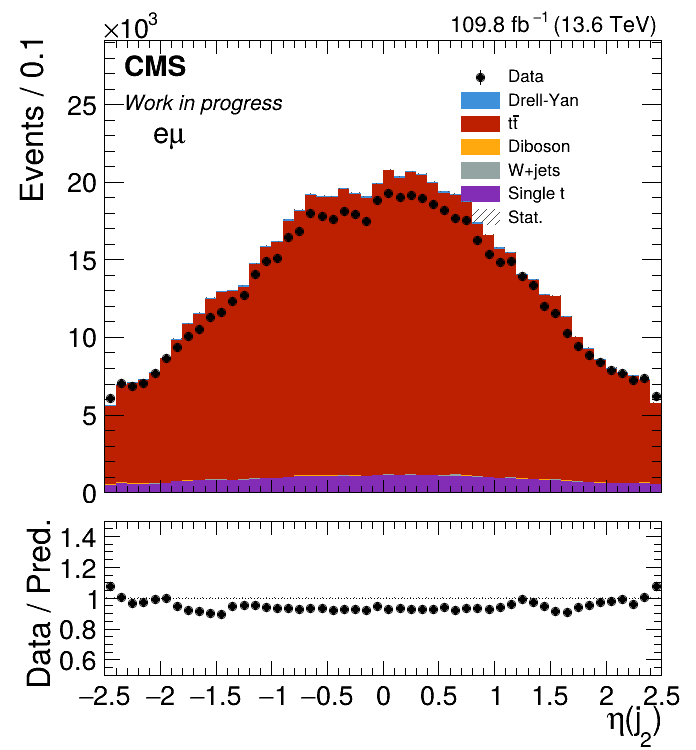 ×10³ 109.8 fb⁻¹ (13.6 TeV)
Events / 0.1
CMS
Work in progress
eμ
Data
Drell-Yan
tt̅
Diboson
W+jets
Single t
Stat.
25
20
15
10
5
0
Data / Pred.
1.4
1.2
1
0.8
0.6
−2.5 −2 −1.5 −1 −0.5 0 0.5 1 1.5 2 2.5
η(j₂)